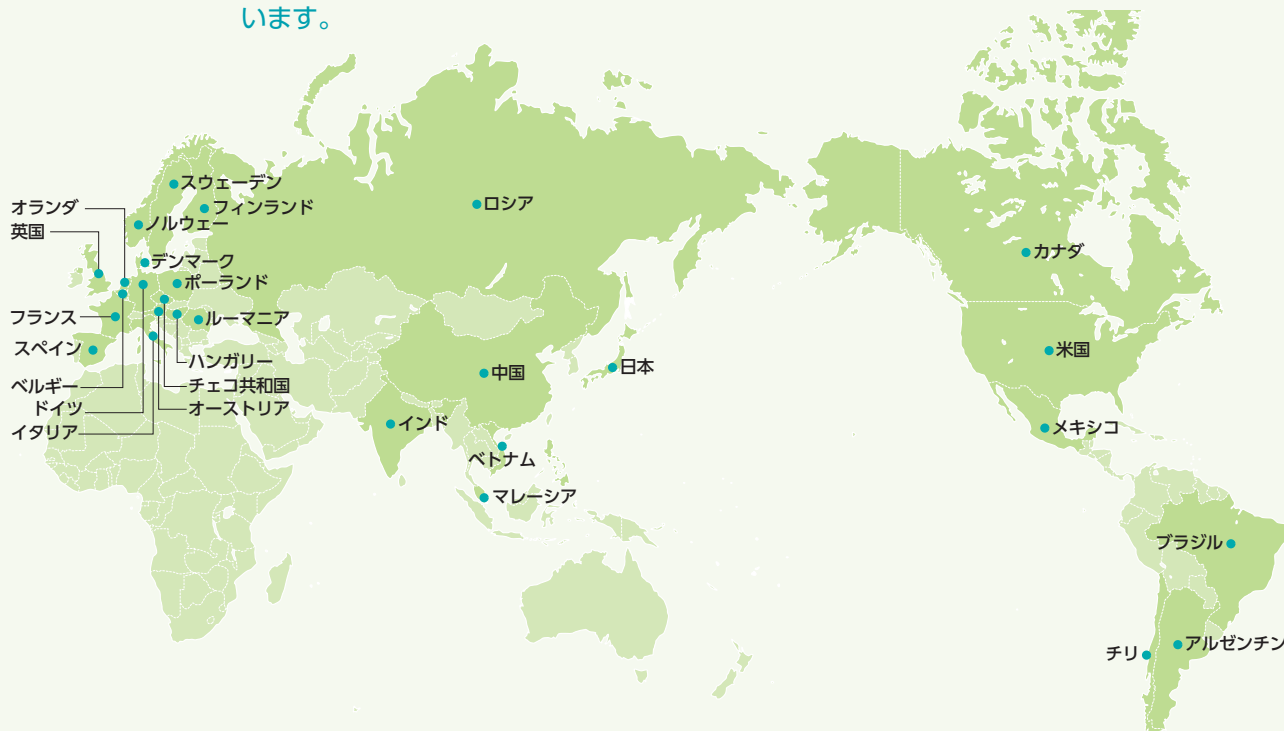 います。
スウェーデン
フィンランド
ノルウェー
オランダ
英国
デンマーク
ポーランド
フランス
ルーマニア
スペイン
ハンガリー
ベルギー
チェコ共和国
ドイツ
オーストリア
イタリア
ロシア
中国
日本
インド
ベトナム
マレーシア
カナダ
米国
メキシコ
ブラジル
アルゼンチン
チリ